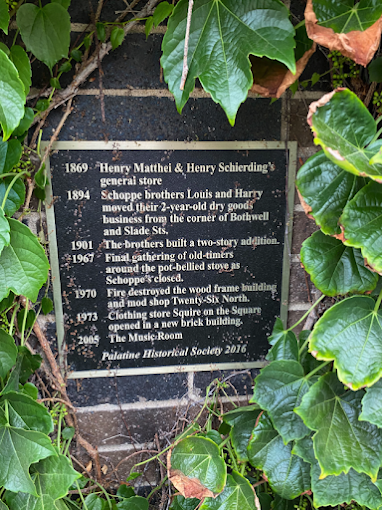 1869 Henry Matthei & Henry Schierding's
general store
1894 Schoppe brothers Louis and Harry
moved their 2-year-old dry goods
business from the corner of Bothwell
and Slade Sts.
1901 The brothers built a two-story addition.
1967 Final gathering of old-timers
around the pot-bellied stove as
Schoppe's closed.
1970 Fire destroyed the wood frame building
and mod shop Twenty-Six North.
1973 Clothing store Squire on the Square
opened in a new brick building.
2005 The Music Room
Palatine Historical Society 2016